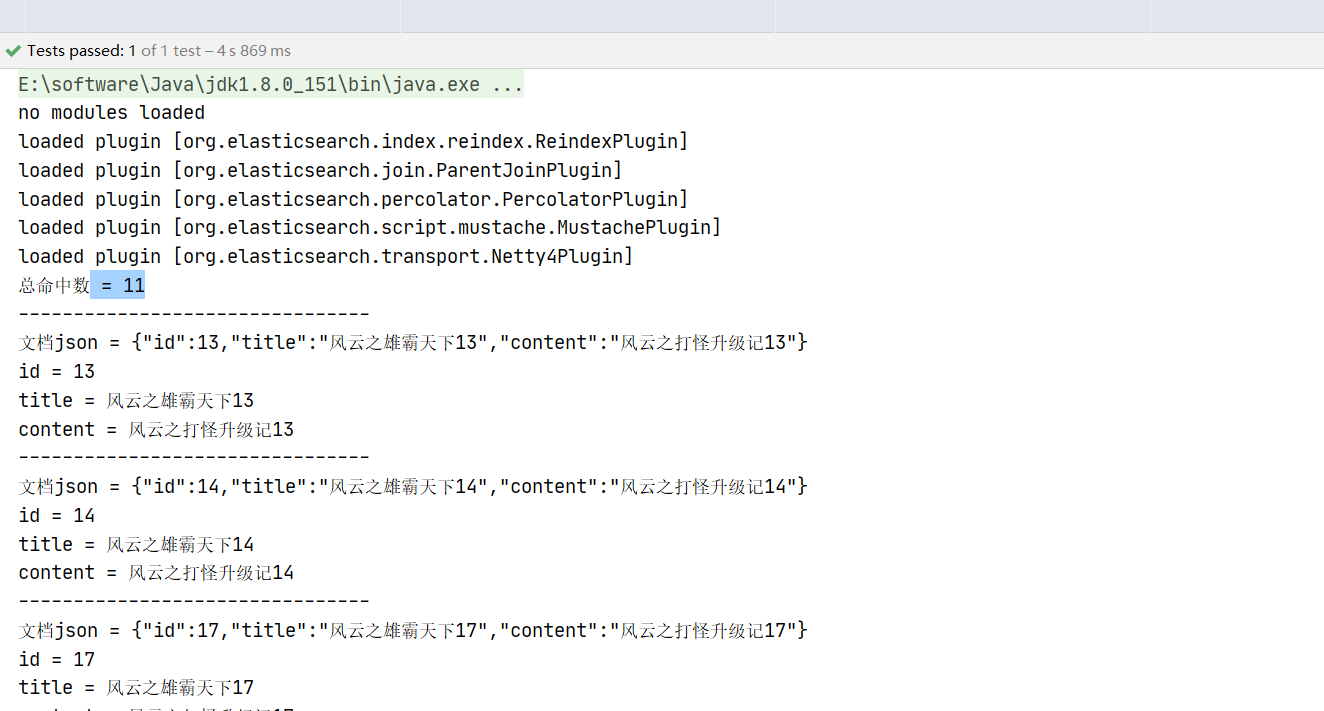 Tests passed: 1 of 1 test – 4 s 869 ms
E:\software\Java\jdk1.8.0_151\bin\java.exe ...
no modules loaded
loaded plugin [org.elasticsearch.index.reindex.ReindexPlugin]
loaded plugin [org.elasticsearch.join.ParentJoinPlugin]
loaded plugin [org.elasticsearch.percolator.PercolatorPlugin]
loaded plugin [org.elasticsearch.script.mustache.MustachePlugin]
loaded plugin [org.elasticsearch.transport.Netty4Plugin]
总命中数 = 11
--------------------------------
文档json = {"id":13,"title":"风云之雄霸天下13","content":"风云之打怪升级记13"}
id = 13
title = 风云之雄霸天下13
content = 风云之打怪升级记13
--------------------------------
文档json = {"id":14,"title":"风云之雄霸天下14","content":"风云之打怪升级记14"}
id = 14
title = 风云之雄霸天下14
content = 风云之打怪升级记14
--------------------------------
文档json = {"id":17,"title":"风云之雄霸天下17","content":"风云之打怪升级记17"}
id = 17
title = 风云之雄霸天下17